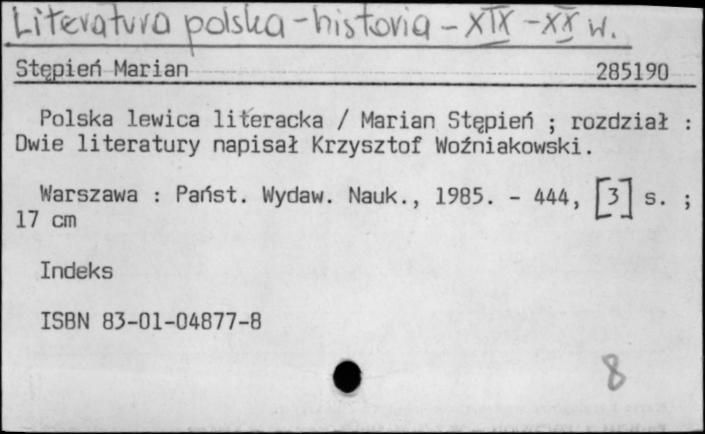 Literatura polska - historia - XIX - XX w.
Stępień Marian 285190
Polska lewica literacka / Marian Stępień ; rozdział :
Dwie literatury napisał Krzysztof Woźniakowski.
Warszawa : Państ. Wydaw. Nauk., 1985. - 444, [3] s. ;
17 cm
Indeks
ISBN 83-01-04877-8
8